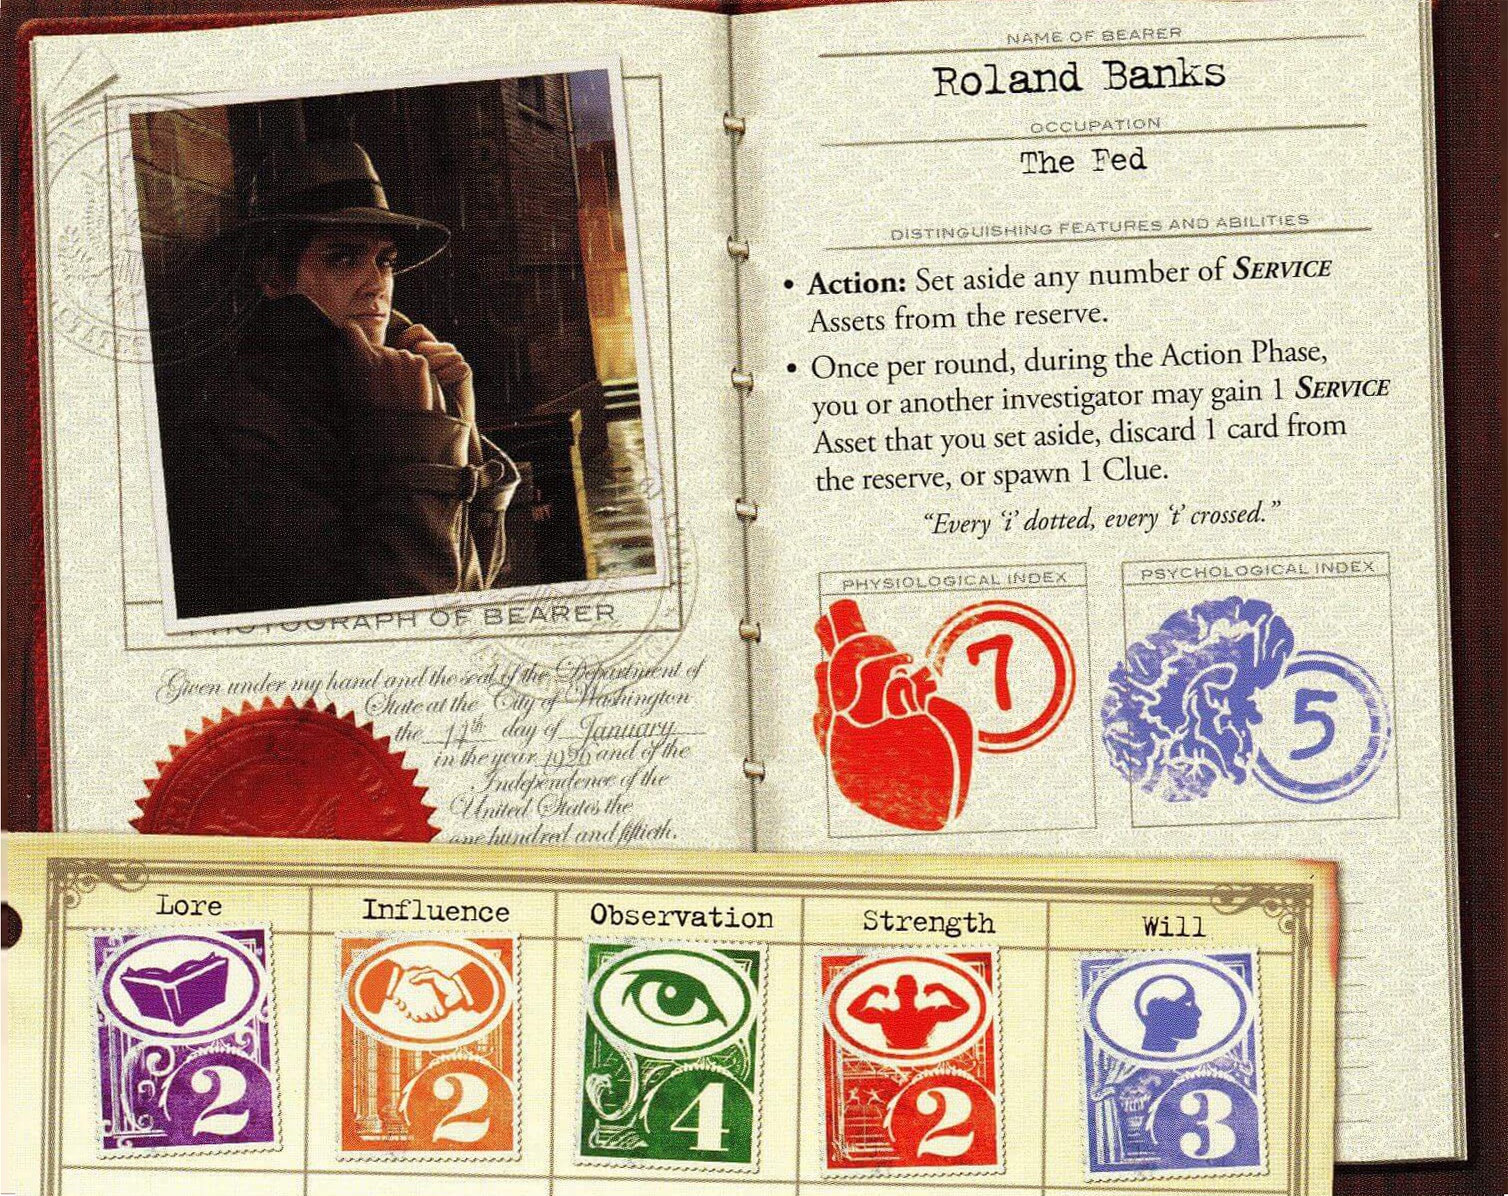 NAME OF BEARER
Roland Banks
OCCUPATION
The Fed
DISTINGUISHING FEATURES AND ABILITIES
• Action: Set aside any number of SERVICE
Assets from the reserve.
• Once per round, during the Action Phase,
you or another investigator may gain 1 SERVICE
Asset that you set aside, discard 1 card from
the reserve, or spawn 1 Clue.
“Every ‘i’ dotted, every ‘t’ crossed.”
PHYSIOLOGICAL INDEX
7
PSYCHOLOGICAL INDEX
5
PHOTOGRAPH OF BEARER
Given under my hand and the seal of the Department of
State at the City of Washington
the day of January
in the year 1926 and of the
Independence of the
United States the
one hundred and fiftieth.
Lore
Influence
Observation
Strength
Will
2
2
4
2
3